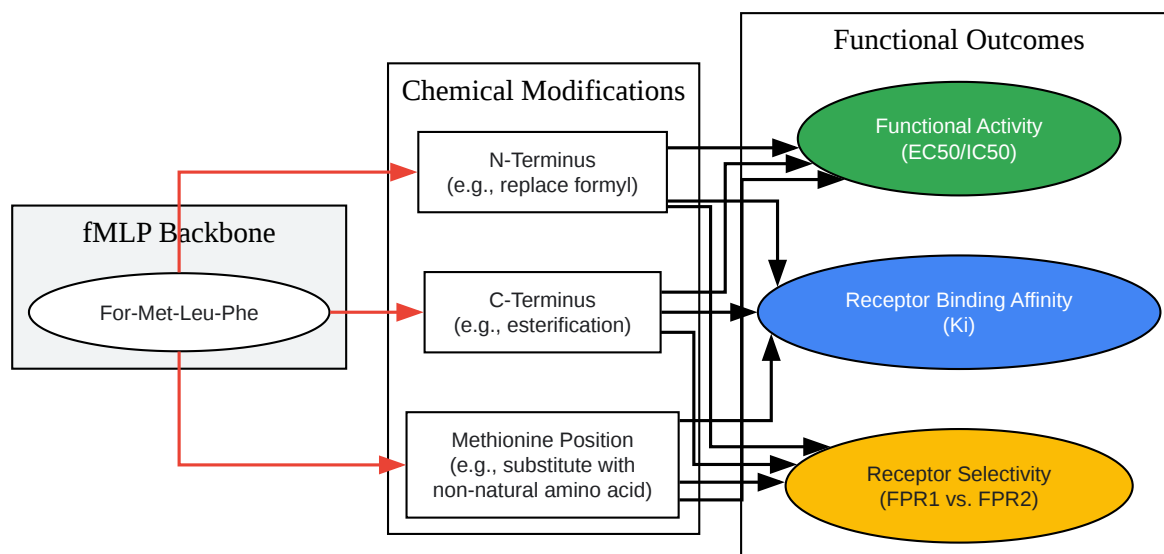 fMLP Backbone
For-Met-Leu-Phe
Chemical Modifications
N-Terminus
(e.g., replace formyl)
C-Terminus
(e.g., esterification)
Methionine Position
(e.g., substitute with
non-natural amino acid)
Functional Outcomes
Functional Activity
(EC50/IC50)
Receptor Binding Affinity
(Ki)
Receptor Selectivity
(FPR1 vs. FPR2)